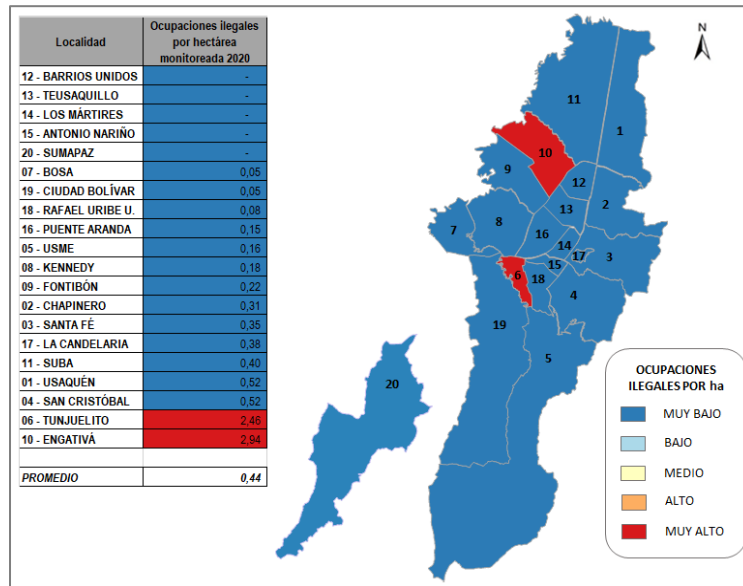 Localidad
Ocupaciones ilegales
por hectárea
monitoreada 2020
12 - BARRIOS UNIDOS -
13 - TEUSAQUILLO -
14 - LOS MÁRTIRES -
15 - ANTONIO NARIÑO -
20 - SUMAPAZ -
07 - BOSA 0,05
19 - CIUDAD BOLÍVAR 0,05
18 - RAFAEL URIBE U. 0,08
16 - PUENTE ARANDA 0,15
05 - USME 0,16
08 - KENNEDY 0,18
09 - FONTIBÓN 0,22
02 - CHAPINERO 0,31
03 - SANTA FÉ 0,35
17 - LA CANDELARIA 0,38
11 - SUBA 0,40
01 - USAQUÉN 0,52
04 - SAN CRISTÓBAL 0,52
06 - TUNJUELITO 2,46
10 - ENGATIVÁ 2,94
PROMEDIO 0,44
N
11
1
10
9
12
2
13
8
7
16
14
17
3
15
6
18
4
19
5
20
OCUPACIONES
ILEGALES POR ha
MUY BAJO
BAJO
MEDIO
ALTO
MUY ALTO